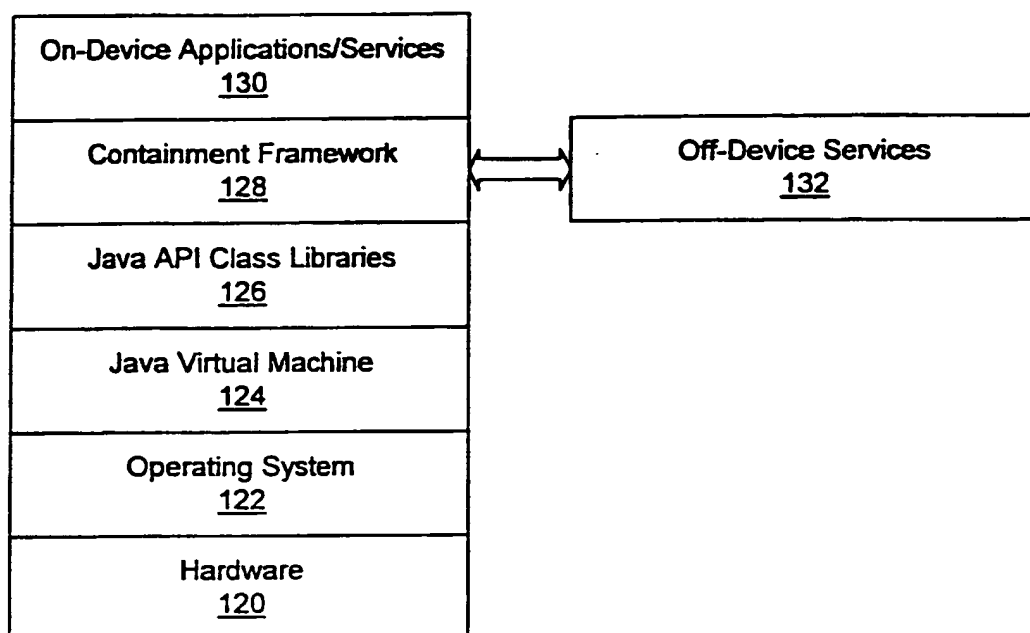 On-Device Applications/Services
130
Containment Framework
128
Off-Device Services
132
Java API Class Libraries
126
Java Virtual Machine
124
Operating System
122
Hardware
120